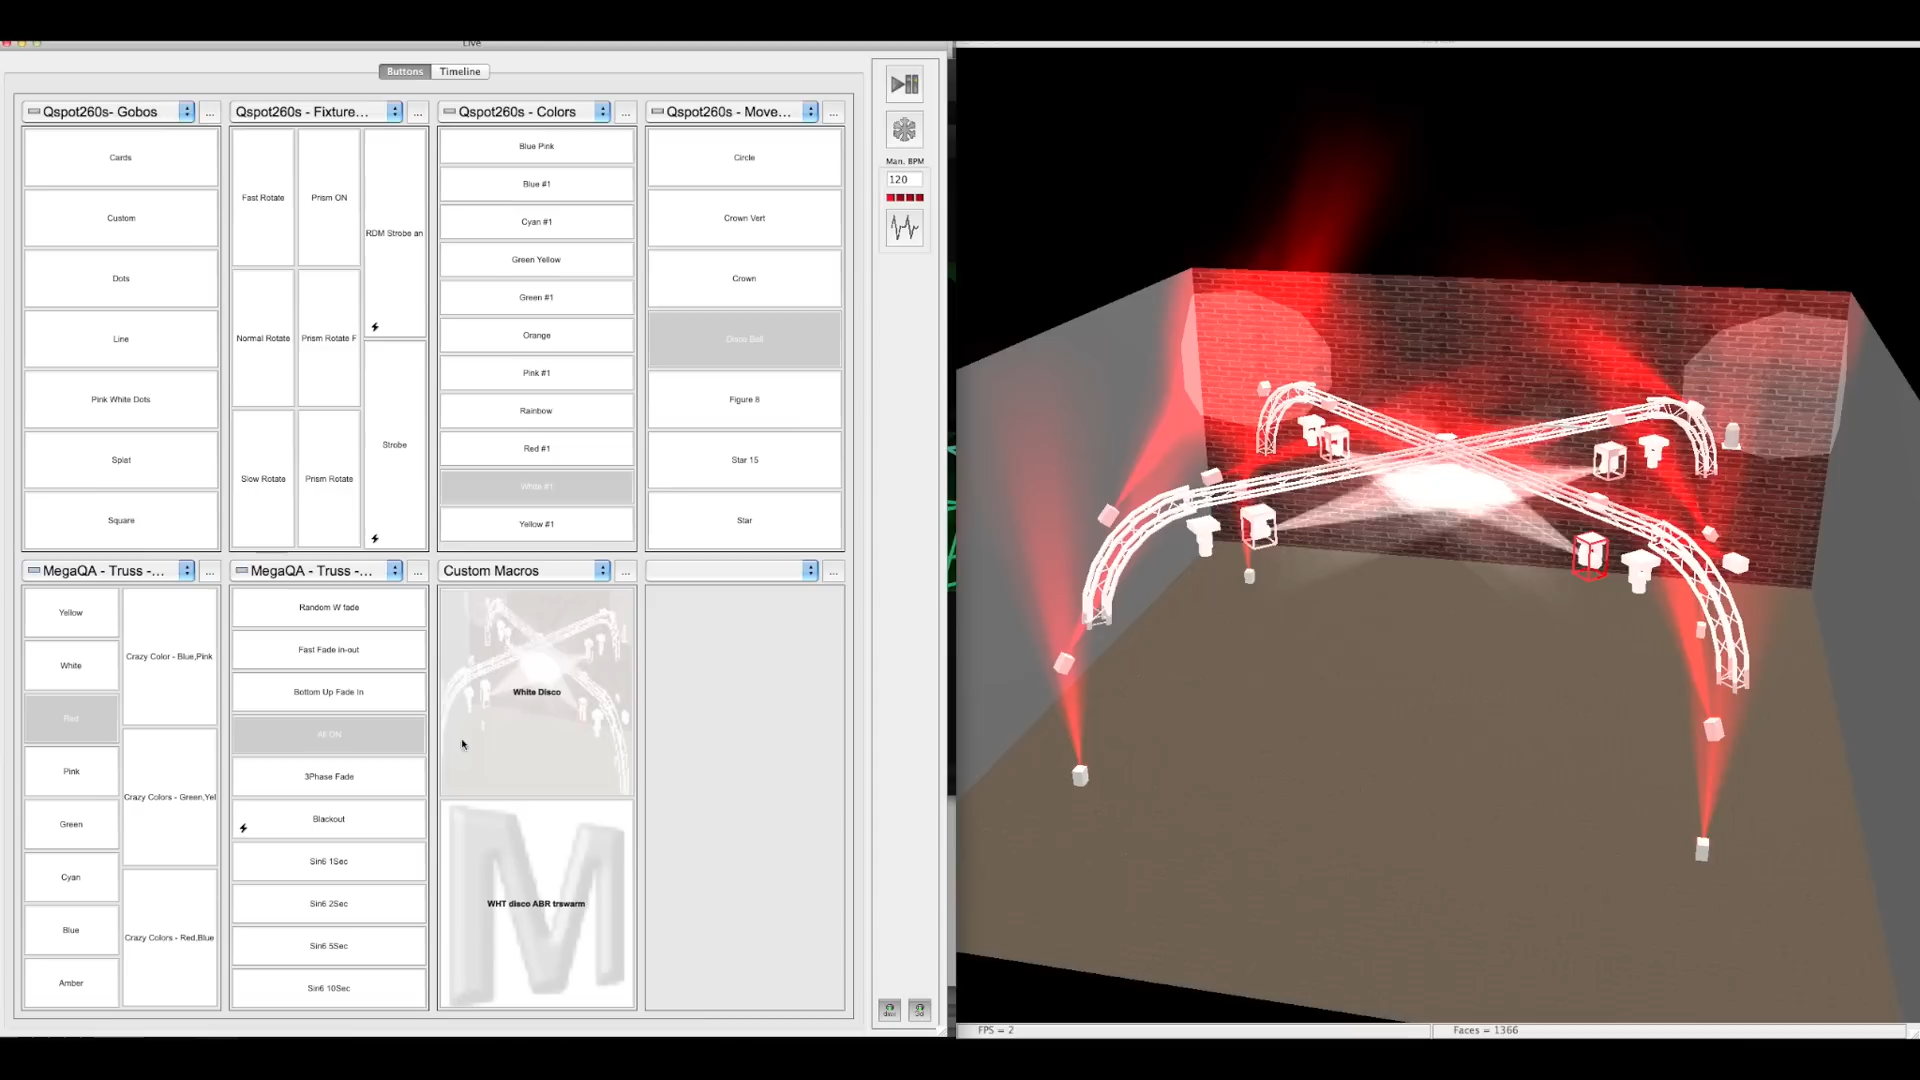 Live
Buttons Timeline
Qspot260s- Gobos ...
Qspot260s - Fixture... ...
Qspot260s - Colors ...
Qspot260s - Move... ...
Cards
Custom
Dots
Line
Pink White Dots
Splat
Square
Fast Rotate
Prism ON
RDM Strobe an
Normal Rotate
Prism Rotate F
Strobe
Slow Rotate
Prism Rotate
Blue Pink
Blue #1
Cyan #1
Green Yellow
Green #1
Orange
Pink #1
Rainbow
Red #1
White #1
Yellow #1
Circle
Crown Vert
Crown
Disco Ball
Figure 8
Star 15
Star
Man. BPM
120
MegaQA - Truss -... ...
MegaQA - Truss -... ...
Custom Macros ...
...
Yellow
White
Red
Pink
Green
Cyan
Blue
Amber
Crazy Color - Blue,Pink
Crazy Colors - Green,Yel
Crazy Colors - Red,Blue
Random W fade
Fast Fade in-out
Bottom Up Fade In
All ON
3Phase Fade
Blackout
Sin6 1Sec
Sin6 2Sec
Sin6 5Sec
Sin6 10Sec
White Disco
M
WHT disco ABR trswarm
FPS = 2
Faces = 1366